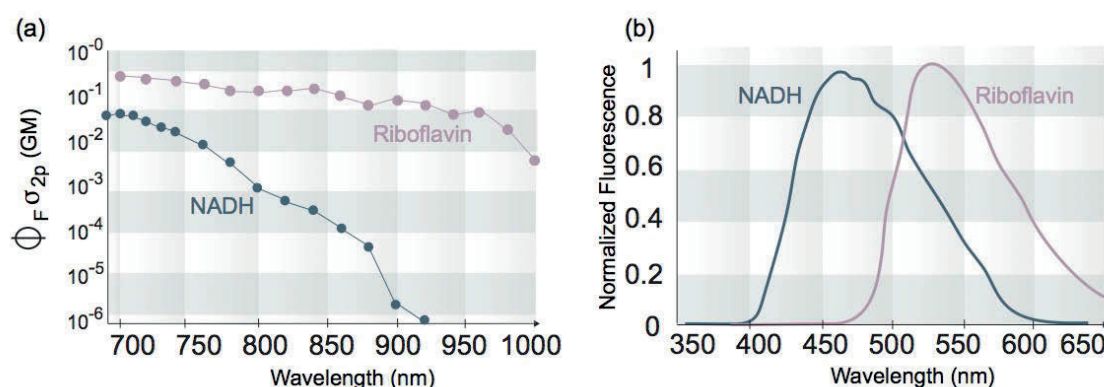 (a)
10⁻⁰
10⁻¹
10⁻²
10⁻³
10⁻⁴
10⁻⁵
10⁻⁶
Φ F σ2p (GM)
Riboflavin
NADH
700 750 800 850 900 950 1000
Wavelength (nm)
(b)
1
0.8
0.6
0.4
0.2
0
Normalized Fluorescence
NADH
Riboflavin
350 400 450 500 550 600 650
Wavelength (nm)